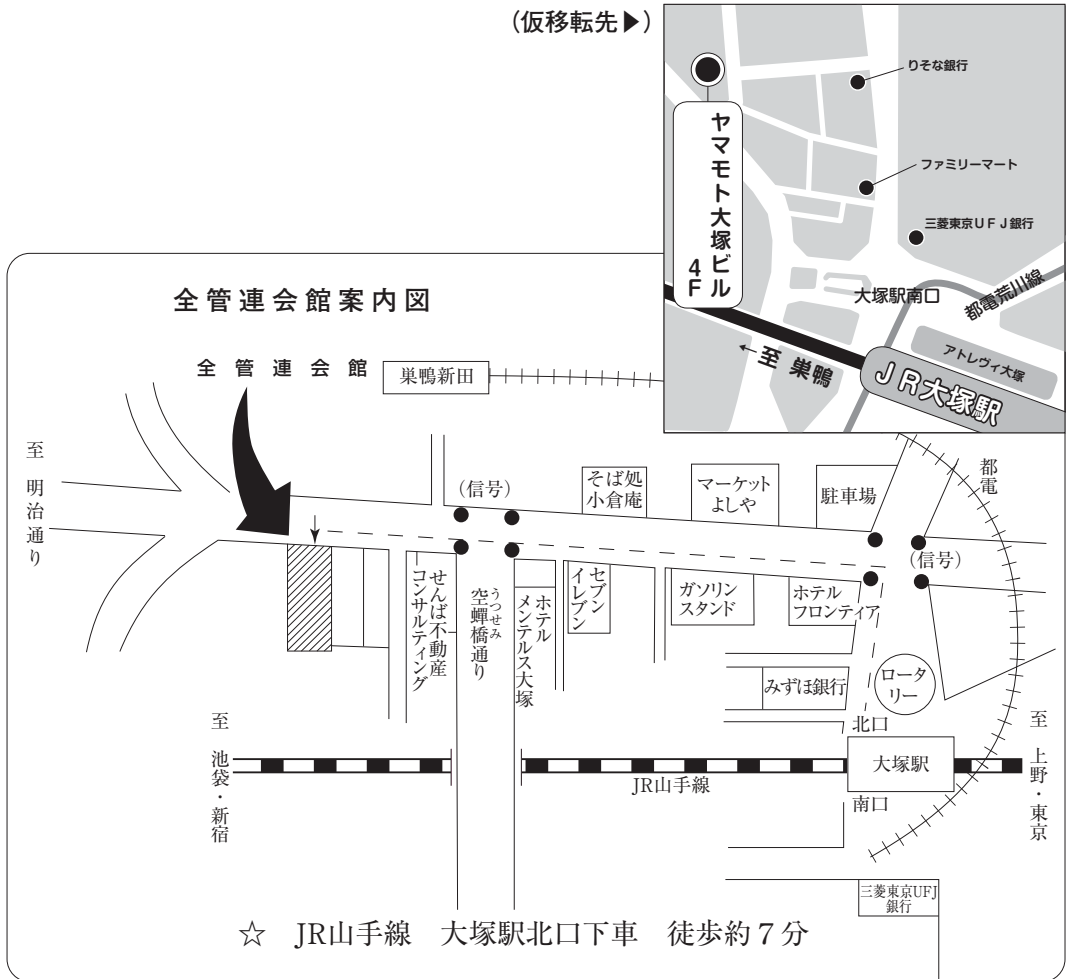 (仮移転先▶)
りそな銀行
ファミリーマート
三菱東京UFJ銀行
ヤマモト大塚ビル
4F
大塚駅南口
都電荒川線
アトレヴィ大塚
←至 巣鴨
JR大塚駅
全管連会館案内図
全管連会館
巣鴨新田
至 明治通り
(信号)
そば処
小倉庵
マーケット
よしや
駐車場
都電
(信号)
せんば不動産
コンサルティング
うつせみ
空蟬橋通り
ホテル
メンテルス大塚
セブン
イレブン
ガソリン
スタンド
ホテル
フロンティア
みずほ銀行
ロータ
リー
北口
至 池袋・新宿
大塚駅
至 上野・東京
JR山手線
南口
三菱東京UFJ
銀行
☆ JR山手線 大塚駅北口下車 徒歩約7分